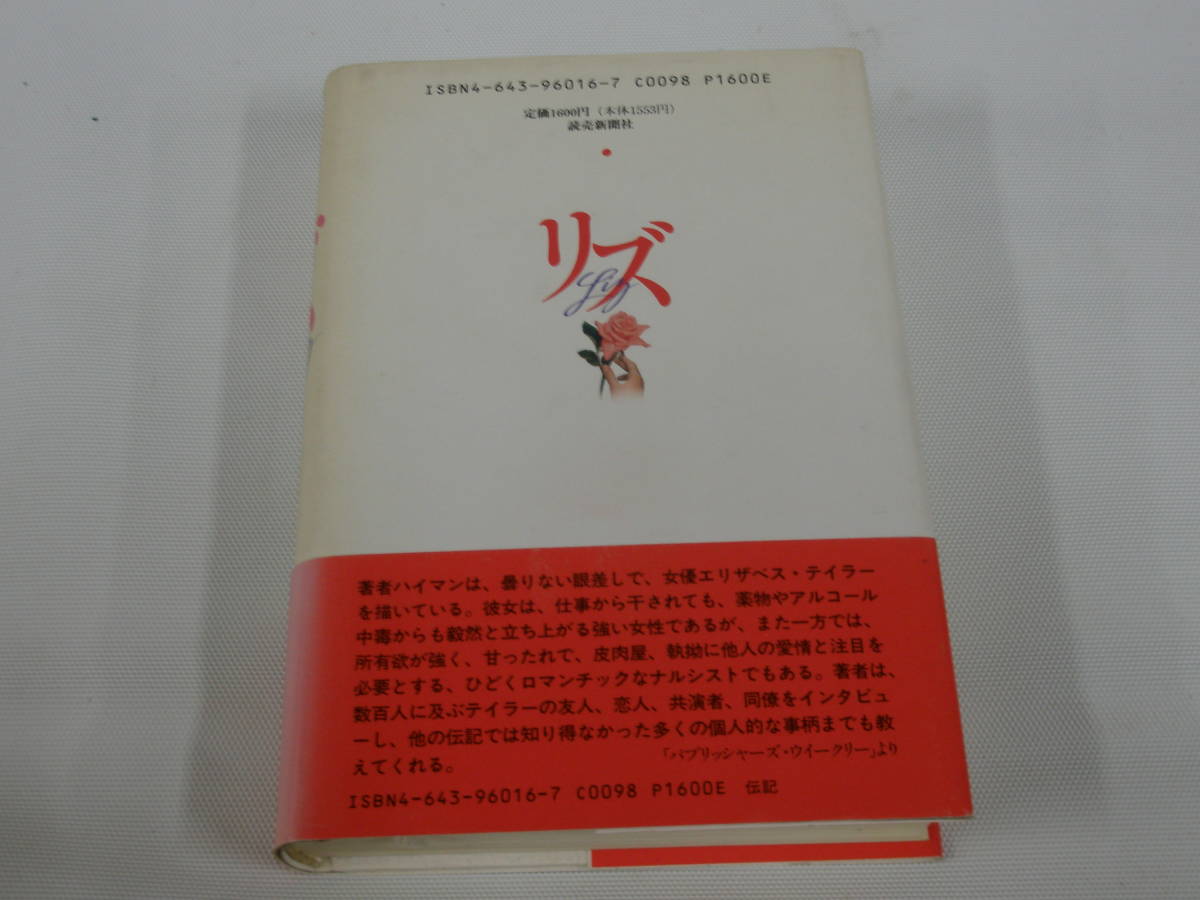 ISBN4-643-96016-7 C0098 P1600E
定価1600円（本体1553円）
読売新聞社
リズ
Liz
著者ハイマンは、曇りない眼差しで、女優エリザベス・テイラー
を描いている。彼女は、仕事から干されても、薬物やアルコール
中毒からも毅然と立ち上がる強い女性であるが、また一方では、
所有欲が強く、甘ったれで、皮肉屋、執拗に他人の愛情と注目を
必要とする、ひどくロマンチックなナルシストでもある。著者は、
数百人に及ぶテイラーの友人、恋人、共演者、同僚をインタビュ
ーし、他の伝記では知り得なかった多くの個人的な事柄までも教
えてくれる。
「パブリッシャーズ・ウイークリー」より
ISBN4-643-96016-7 C0098 P1600E 伝記